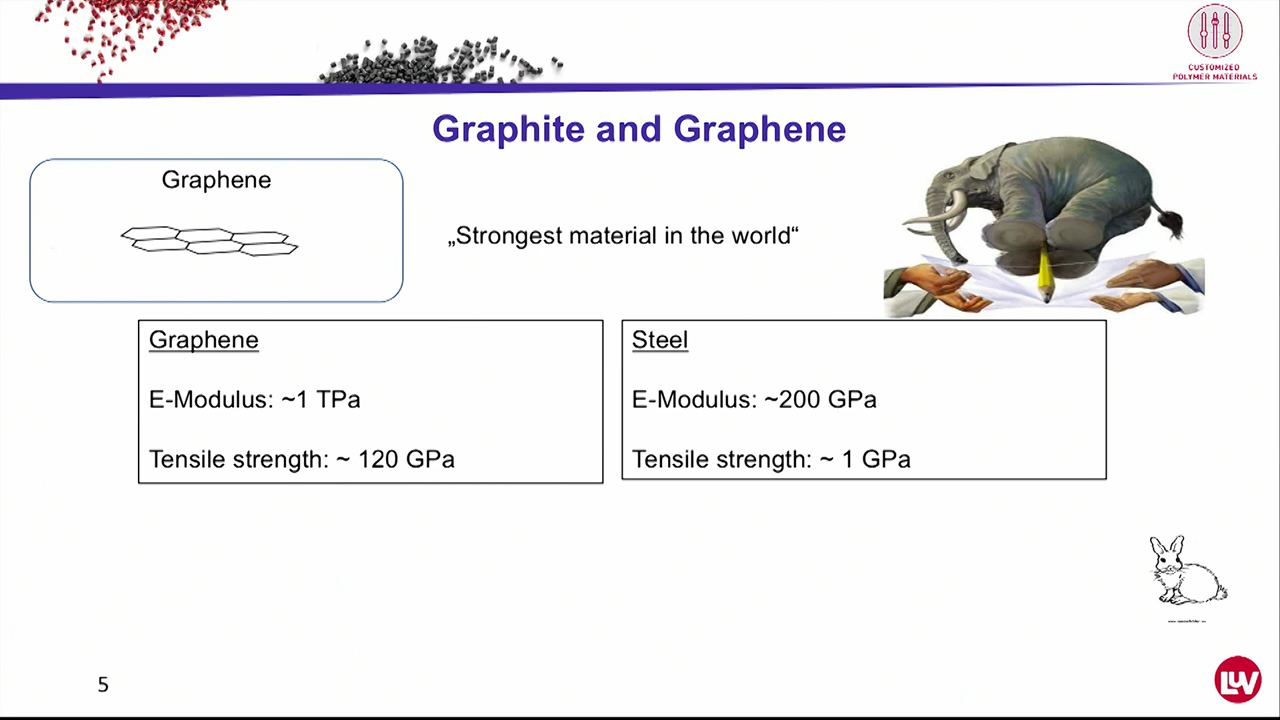 CUSTOMIZED
POLYMER MATERIALS
Graphite and Graphene
Graphene
„Strongest material in the world“
Graphene
E-Modulus: ~1 TPa
Tensile strength: ~ 120 GPa
Steel
E-Modulus: ~200 GPa
Tensile strength: ~ 1 GPa
5
LuV